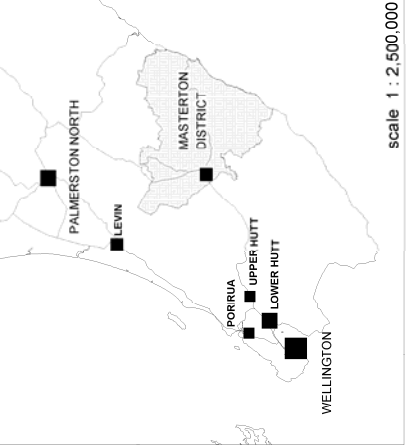 PALMERSTON NORTH
MASTERTON
DISTRICT
LEVIN
UPPER HUTT
LOWER HUTT
PORIRUA
WELLINGTON
scale 1 : 2,500,000